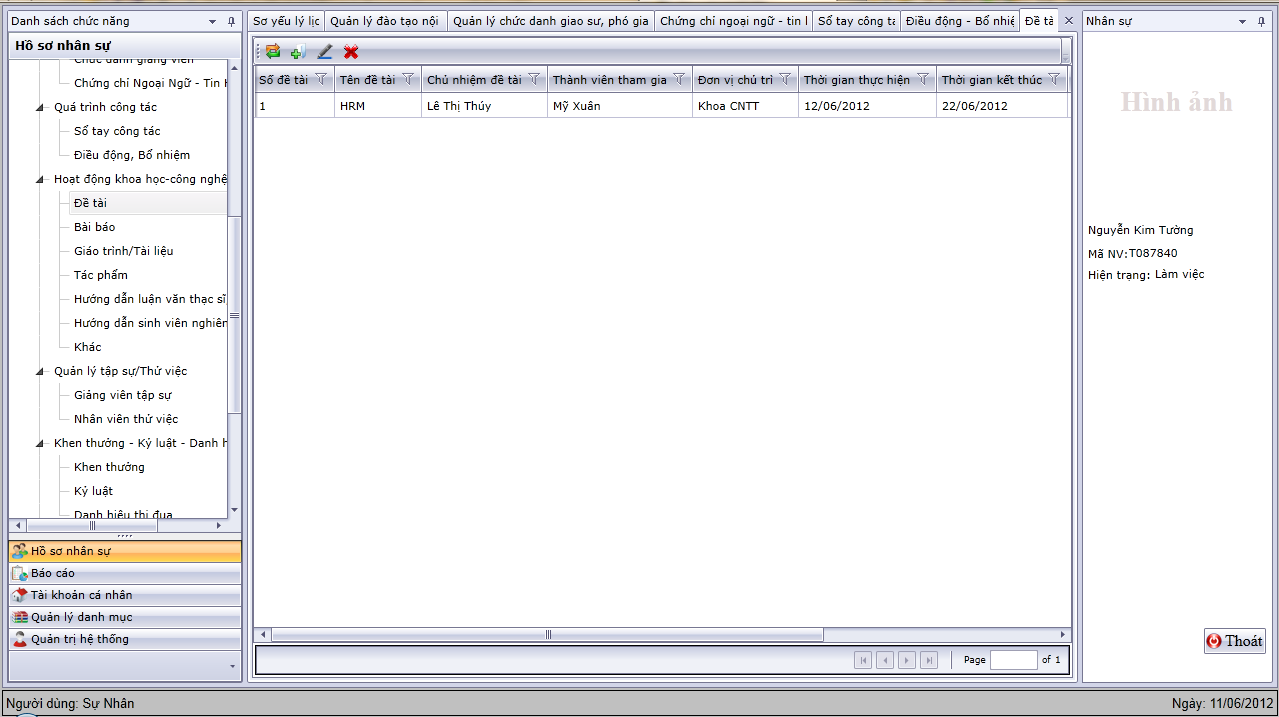 Danh sách chức năng
Hồ sơ nhân sự
Chức danh giảng viên
Chứng chỉ Ngoại Ngữ - Tin H
Quá trình công tác
Sổ tay công tác
Điều động, Bổ nhiệm
Hoạt động khoa học-công nghệ
Đề tài
Bài báo
Giáo trình/Tài liệu
Tác phẩm
Hướng dẫn luận văn thạc sĩ,
Hướng dẫn sinh viên nghiên
Khác
Quản lý tập sự/Thử việc
Giảng viên tập sự
Nhân viên thử việc
Khen thưởng - Kỷ luật - Danh h
Khen thưởng
Kỷ luật
Danh hiệu thi đua
Hồ sơ nhân sự
Báo cáo
Tài khoản cá nhân
Quản lý danh mục
Quản trị hệ thống
Sơ yếu lý lịc Quản lý đào tạo nội Quản lý chức danh giáo sư, phó gia Chứng chỉ ngoại ngữ - tin l Sổ tay công tá Điều động - Bổ nhiệ Đề tà
Số đề tài Tên đề tài Chủ nhiệm đề tài Thành viên tham gia Đơn vị chủ trì Thời gian thực hiện Thời gian kết thúc
1 HRM Lê Thị Thúy Mỹ Xuân Khoa CNTT 12/06/2012 22/06/2012
Page of 1
Nhân sự
Hình ảnh
Nguyễn Kim Tường
Mã NV:T087840
Hiện trạng: Làm việc
Thoát
Người dùng: Sự Nhân
Ngày: 11/06/2012